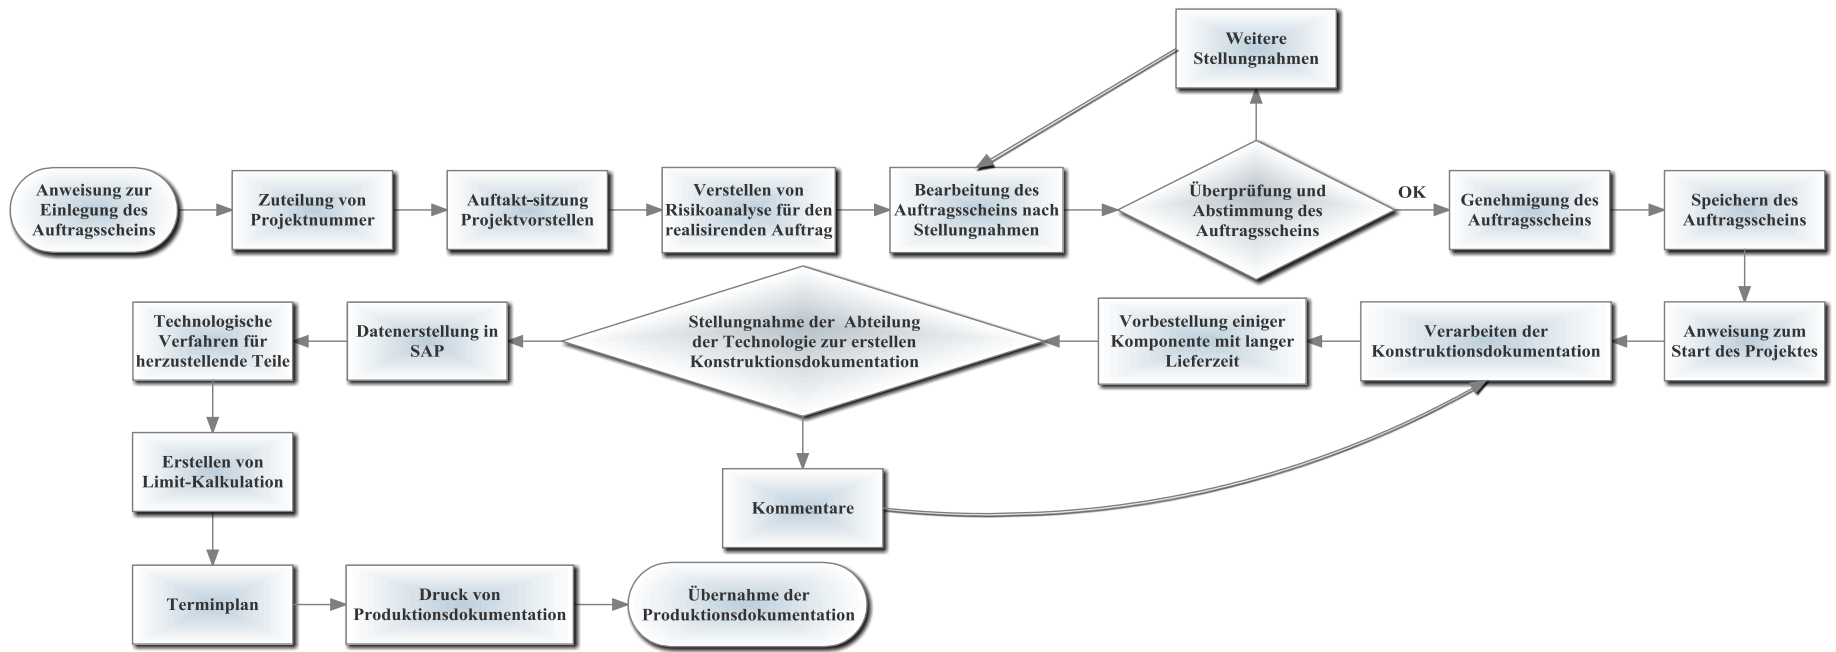 Weitere
Stellungnahmen
Anweisung zur
Einlegung des
Auftragsscheins
Zuteilung von
Projektnummer
Auftakt-sitzung
Projektvorstellen
Verstellen von
Risikoanalyse für den
realisirenden Auftrag
Bearbeitung des
Auftragsscheins nach
Stellungnahmen
Überprüfung und
Abstimmung des
Auftragsscheins
OK
Genehmigung des
Auftragsscheins
Speichern des
Auftragsscheins
Anweisung zum
Start des Projektes
Verarbeiten der
Konstruktionsdokumentation
Vorbestellung einiger
Komponente mit langer
Lieferzeit
Stellungnahme der Abteilung
der Technologie zur erstellen
Konstruktionsdokumentation
Datenerstellung in
SAP
Technologische
Verfahren für
herzustellende Teile
Kommentare
Erstellen von
Limit-Kalkulation
Terminplan
Druck von
Produktionsdokumentation
Übernahme der
Produktionsdokumentation